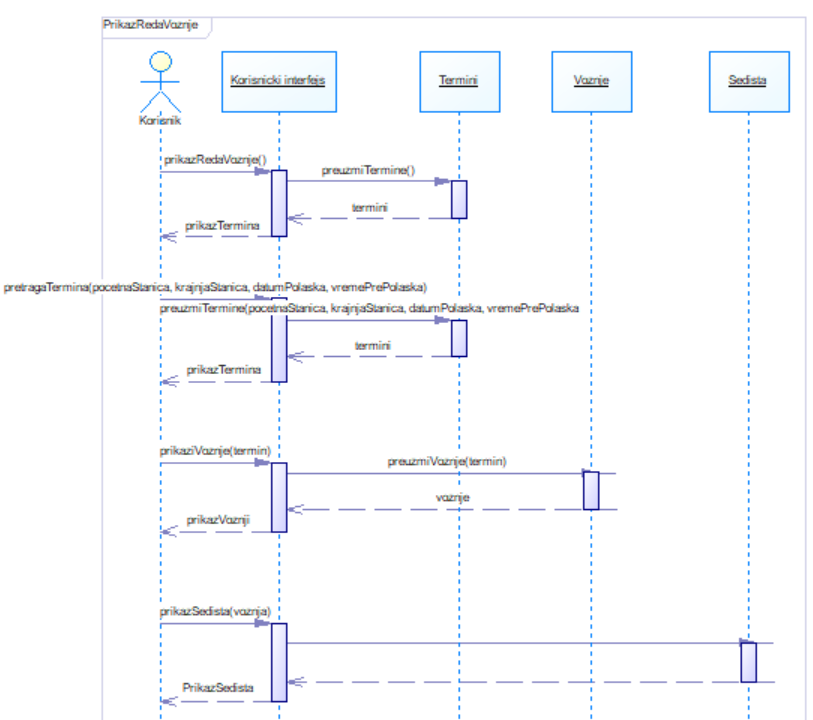 PrikazRedaVoznje
Korisnik
Korisnicki interfejs
Termini
Voznje
Sedista
prikazRedaVoznje()
preuzmiTermine()
termini
prikazTermina
pretragaTermina(pocetnaStanica, krajnjaStanica, datumPolaska, vremePrePolaska)
preuzmiTermine(pocetnaStanica, krajnjaStanica, datumPolaska, vremePrePolaska
termini
prikazTermina
prikaziVoznje(termin)
preuzmiVoznje(termin)
voznje
prikazVoznji
prikazSedista(voznja)
PrikazSedista